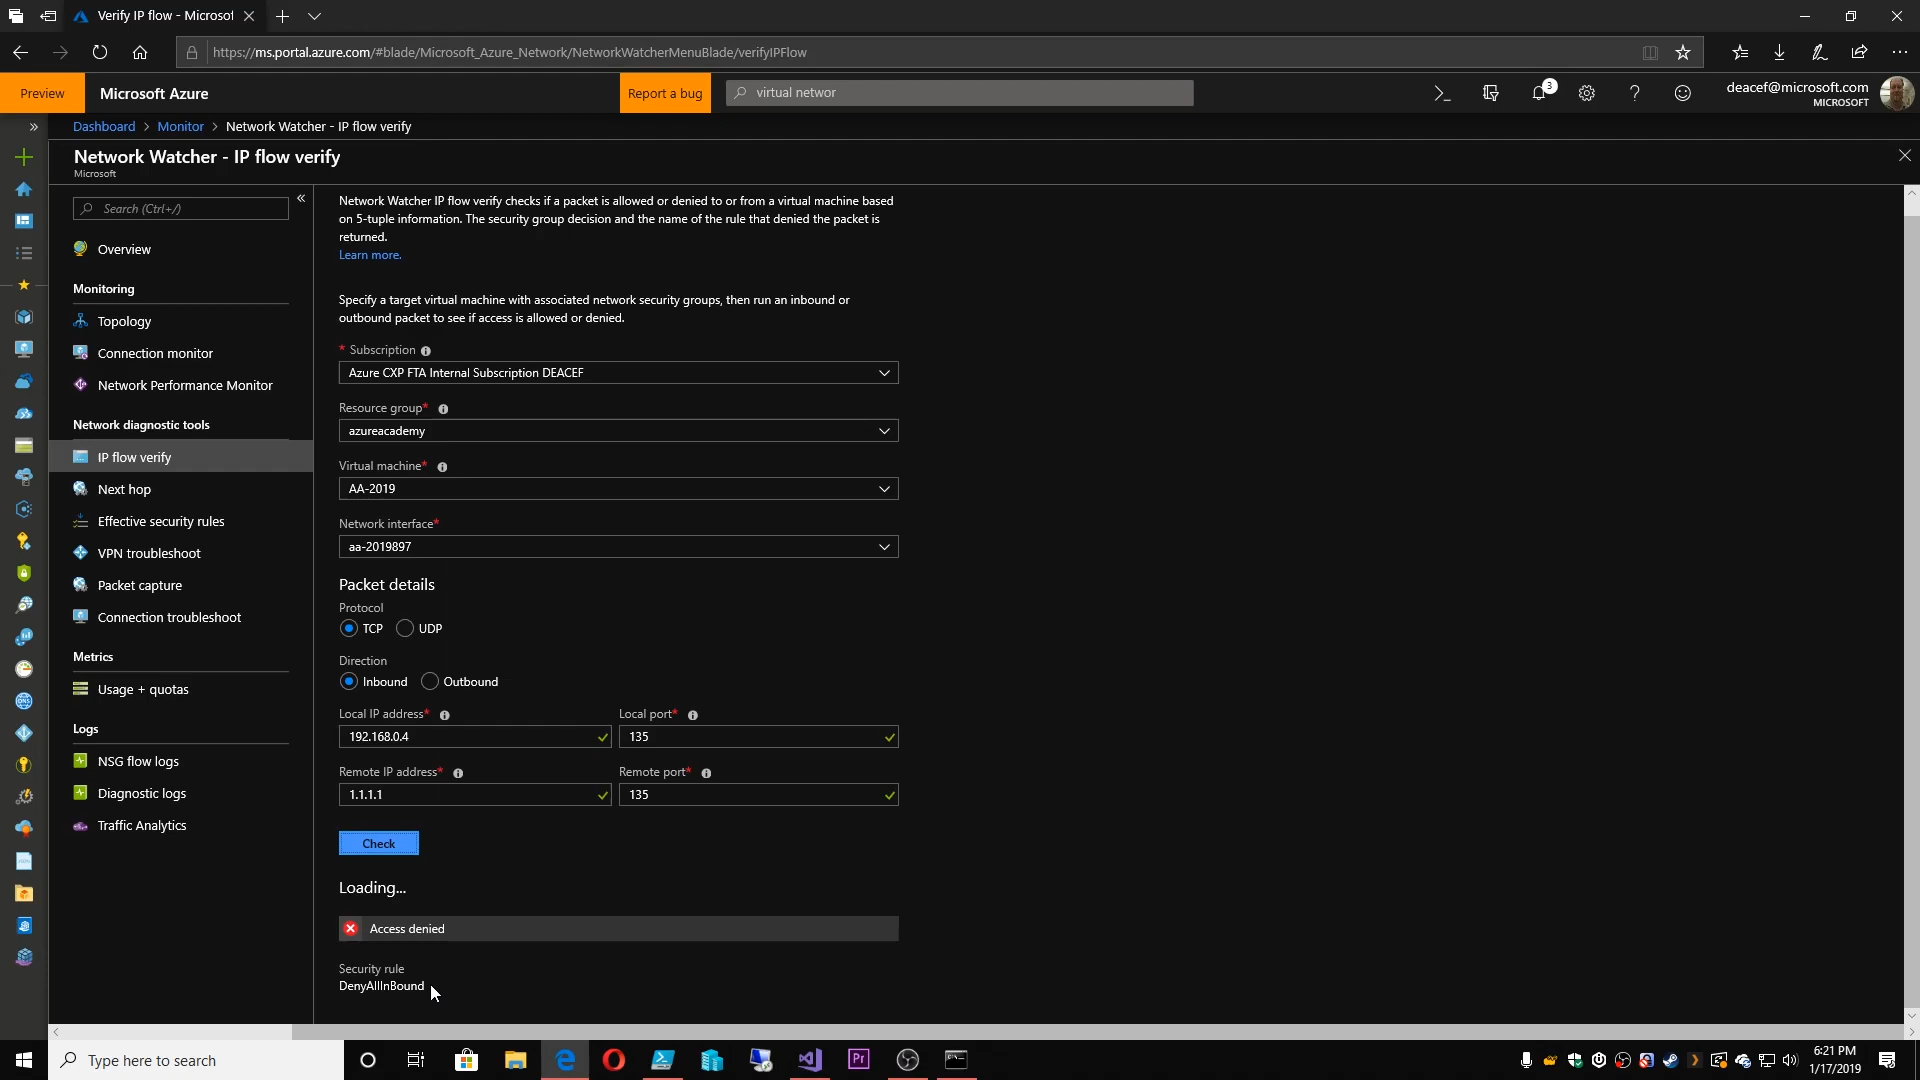 Verify IP flow - Microsof
https://ms.portal.azure.com/#blade/Microsoft_Azure_Network/NetworkWatcherMenuBlade/verifyIPFlow
Preview
Microsoft Azure
Report a bug
virtual networ
3
deacef@microsoft.com
MICROSOFT
Dashboard > Monitor > Network Watcher - IP flow verify
Network Watcher - IP flow verify
Microsoft
Search (Ctrl+/)
Overview
Monitoring
Topology
Connection monitor
Network Performance Monitor
Network diagnostic tools
IP flow verify
Next hop
Effective security rules
VPN troubleshoot
Packet capture
Connection troubleshoot
Metrics
Usage + quotas
Logs
NSG flow logs
Diagnostic logs
Traffic Analytics
Network Watcher IP flow verify checks if a packet is allowed or denied to or from a virtual machine based
on 5-tuple information. The security group decision and the name of the rule that denied the packet is
returned.
Learn more.
Specify a target virtual machine with associated network security groups, then run an inbound or
outbound packet to see if access is allowed or denied.
* Subscription
Azure CXP FTA Internal Subscription DEACEF
Resource group*
azureacademy
Virtual machine*
AA-2019
Network interface*
aa-2019897
Packet details
Protocol
TCP UDP
Direction
Inbound Outbound
Local IP address* Local port*
192.168.0.4 135
Remote IP address* Remote port*
1.1.1.1 135
Check
Loading...
Access denied
Security rule
DenyAllInBound
Type here to search
Pr
6:21 PM
1/17/2019